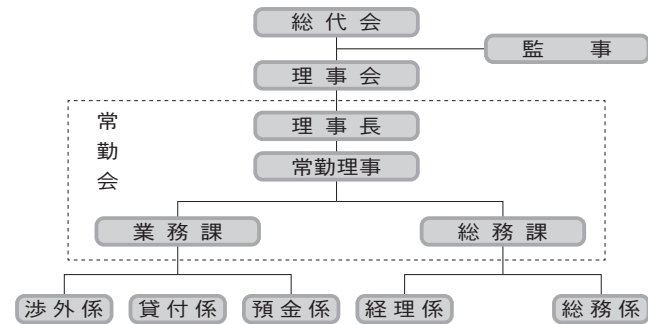 総代会
監事
理事会
常勤会
理事長
常勤理事
業務課
総務課
渉外係
貸付係
預金係
経理係
総務係